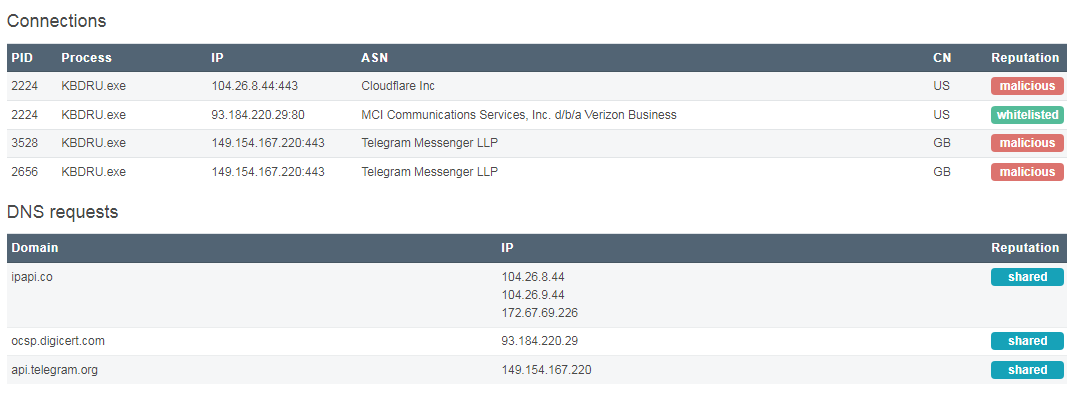 Connections
PID Process IP ASN CN Reputation
2224 KBDRU.exe 104.26.8.44:443 Cloudflare Inc US malicious
2224 KBDRU.exe 93.184.220.29:80 MCI Communications Services, Inc. d/b/a Verizon Business US whitelisted
3528 KBDRU.exe 149.154.167.220:443 Telegram Messenger LLP GB malicious
2656 KBDRU.exe 149.154.167.220:443 Telegram Messenger LLP GB malicious
DNS requests
Domain IP Reputation
ipapi.co 104.26.8.44 shared
104.26.9.44
172.67.69.226
ocsp.digicert.com 93.184.220.29 shared
api.telegram.org 149.154.167.220 shared